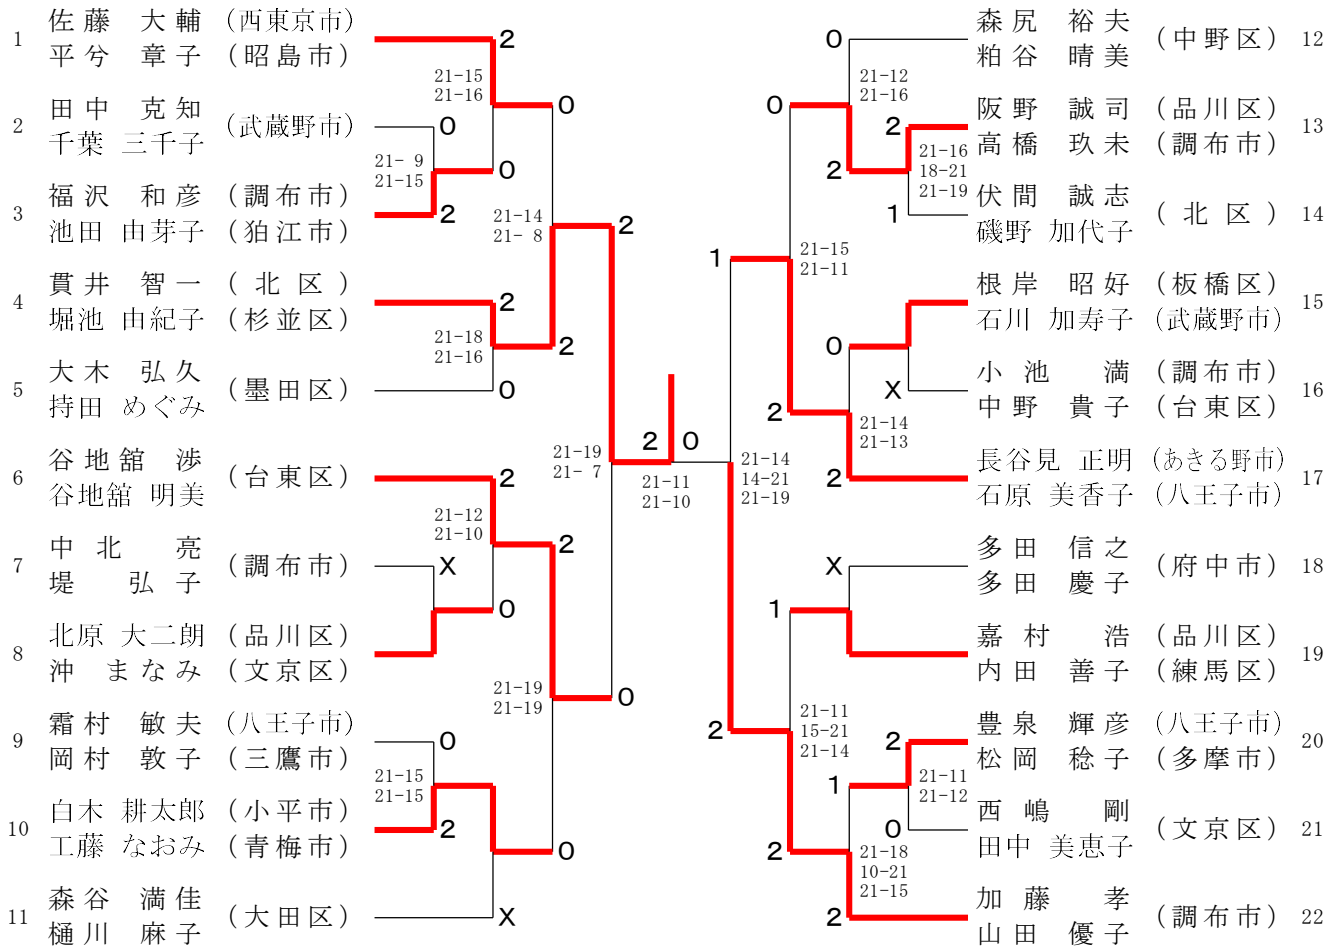 1 佐藤 大輔 (西東京市)
平兮 章子 (昭島市)
2 田中 克知 (武蔵野市)
千葉 三千子
3 福沢 和彦 (調布市)
池田 由芽子 (狛江市)
4 貫井 智一 (北区)
堀池 由紀子 (杉並区)
5 大木 弘久 (墨田区)
持田 めぐみ
6 谷地舘 渉 (台東区)
谷地舘 明美
7 中北 亮 (調布市)
堤 弘子
8 北原 大二朗 (品川区)
沖 まなみ (文京区)
9 霜村 敏夫 (八王子市)
岡村 敦子 (三鷹市)
10 白木 耕太郎 (小平市)
工藤 なおみ (青梅市)
11 森谷 満佳 (大田区)
樋川 麻子
2
21-15
21-16
0
0
21- 9
21-15
0
2
21-14
21- 8
2
2
21-18
21-16
2
0
21-19
21- 7
2
21-12
21-10
2
X
0
21-19
21-19
0
0
21-15
21-15
2
0
X
2 0
21-11
21-10
0
21-12
21-16
0
2
21-16
18-21
21-19
2
1
21-15
21-11
1
0
X
2
21-14
21-13
21-14
14-21
21-19
2
X
1
21-11
15-21
21-14
2
2
1
21-11
21-12
0
2
21-18
10-21
21-15
2
森尻 裕夫 (中野区) 12
粕谷 晴美
阪野 誠司 (品川区) 13
高橋 玖未 (調布市)
伏間 誠志 (北区) 14
磯野 加代子
根岸 昭好 (板橋区) 15
石川 加寿子 (武蔵野市)
小池 満 (調布市) 16
中野 貴子 (台東区)
長谷見 正明 (あきる野市) 17
石原 美香子 (八王子市)
多田 信之 (府中市) 18
多田 慶子
嘉村 浩 (品川区) 19
内田 善子 (練馬区)
豊泉 輝彦 (八王子市) 20
松岡 稔子 (多摩市)
西嶋 剛 (文京区) 21
田中 美恵子
加藤 孝 (調布市) 22
山田 優子